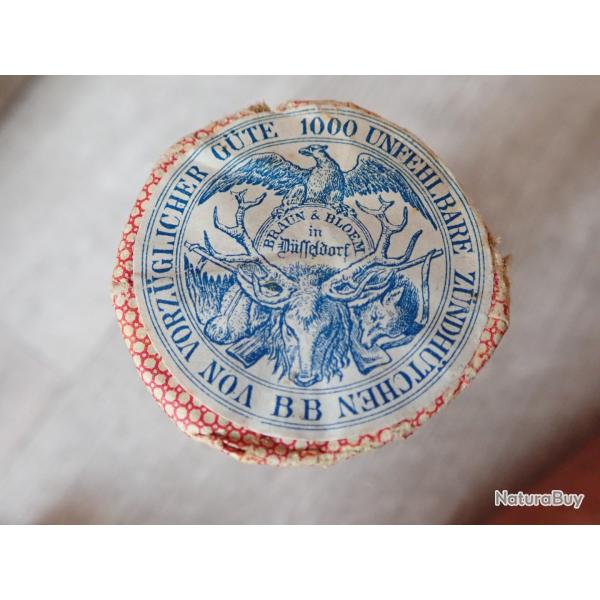 1000 UNFEHLBARE ZÜNDHÜTCHEN VON VORZÜGLICHER GÜTE
BRAUN & BLOEM
in
Düsseldorf
BB
NaturaBuy